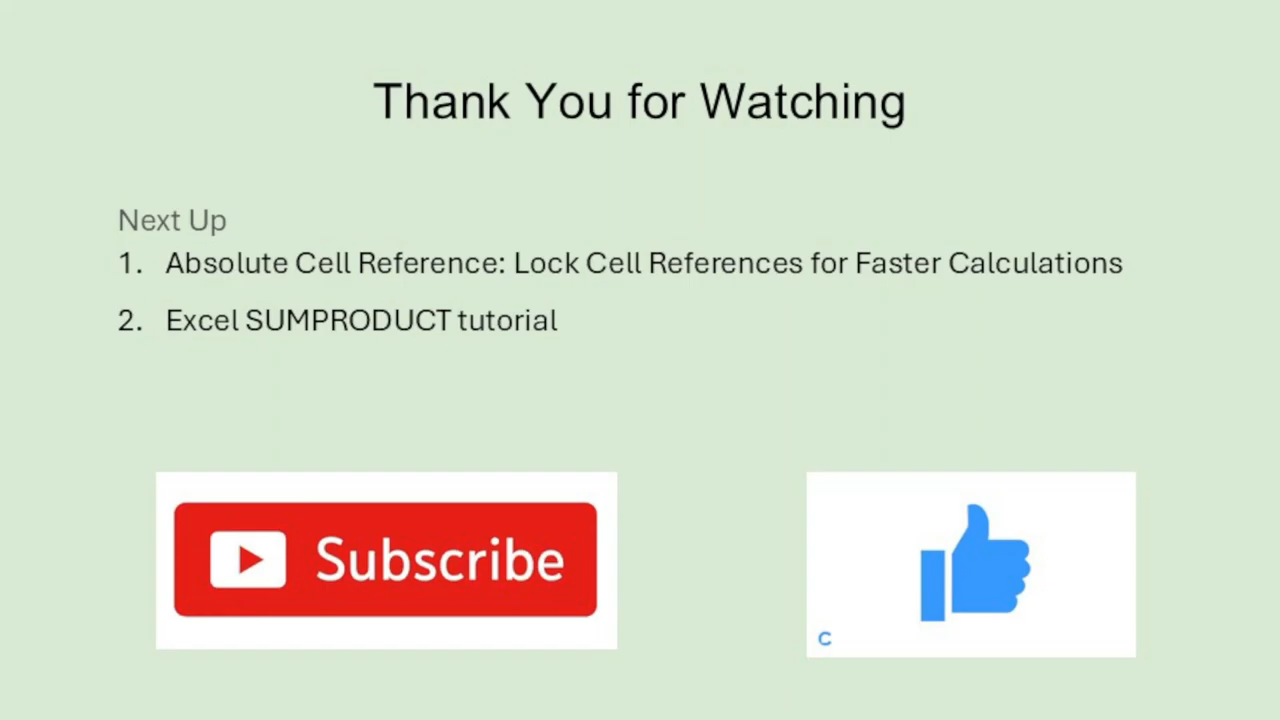 Thank You for Watching
Next Up
1. Absolute Cell Reference: Lock Cell References for Faster Calculations
2. Excel SUMPRODUCT tutorial
Subscribe
C